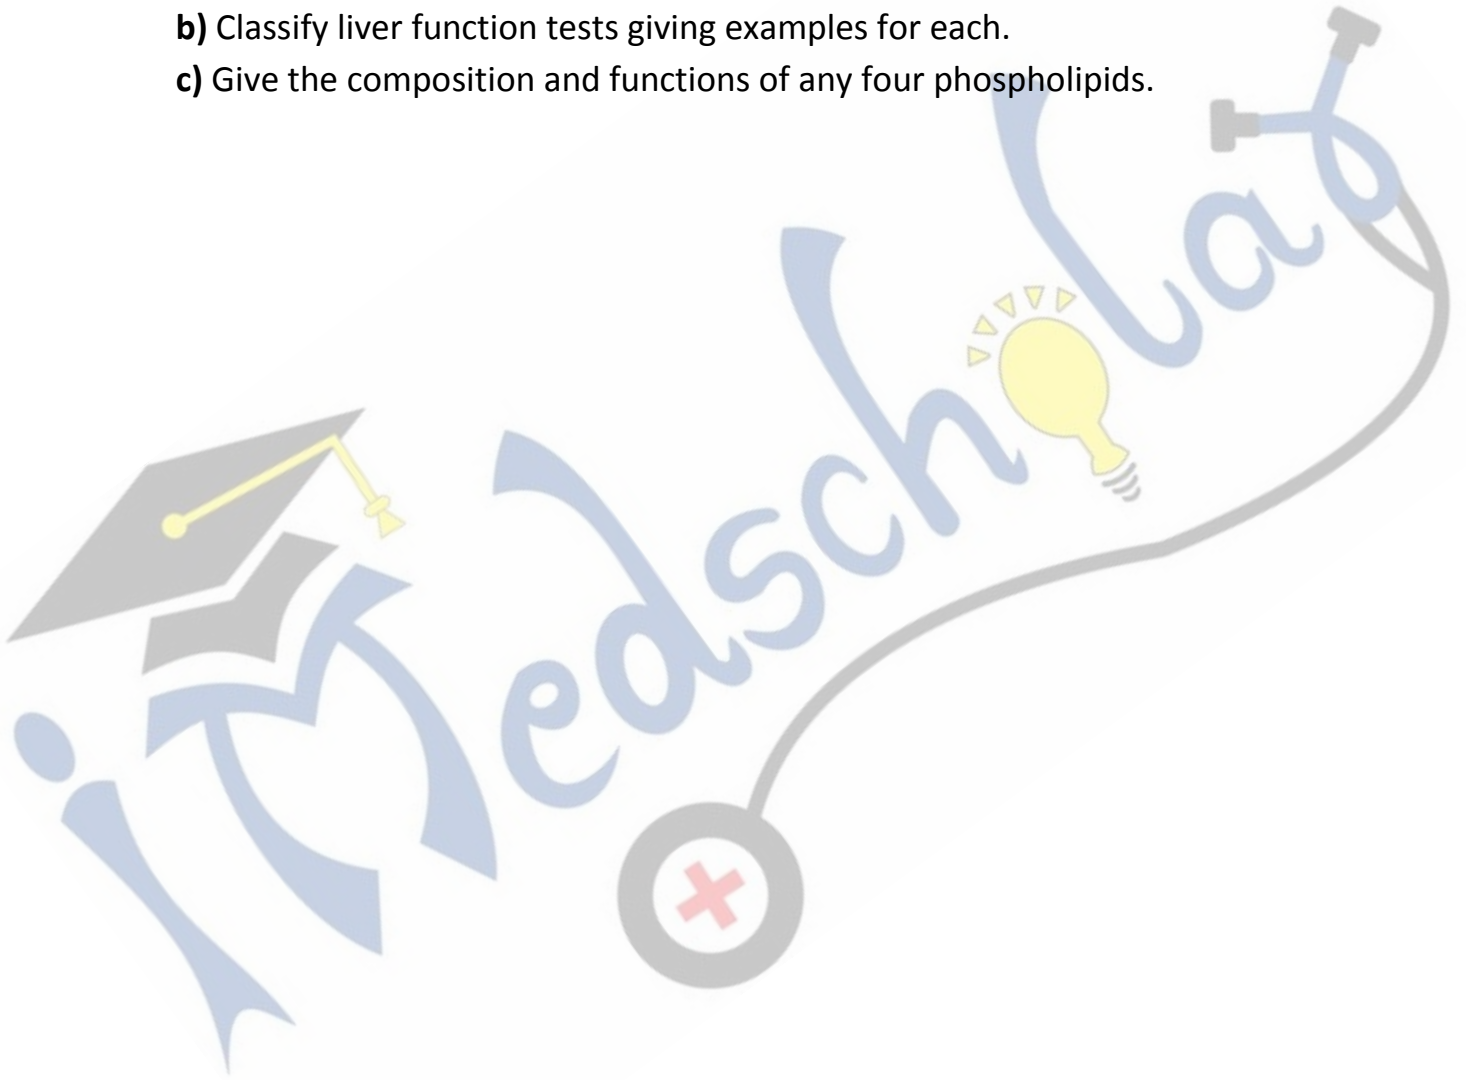 b) Classify liver function tests giving examples for each.
c) Give the composition and functions of any four phospholipids.
iMedscholar